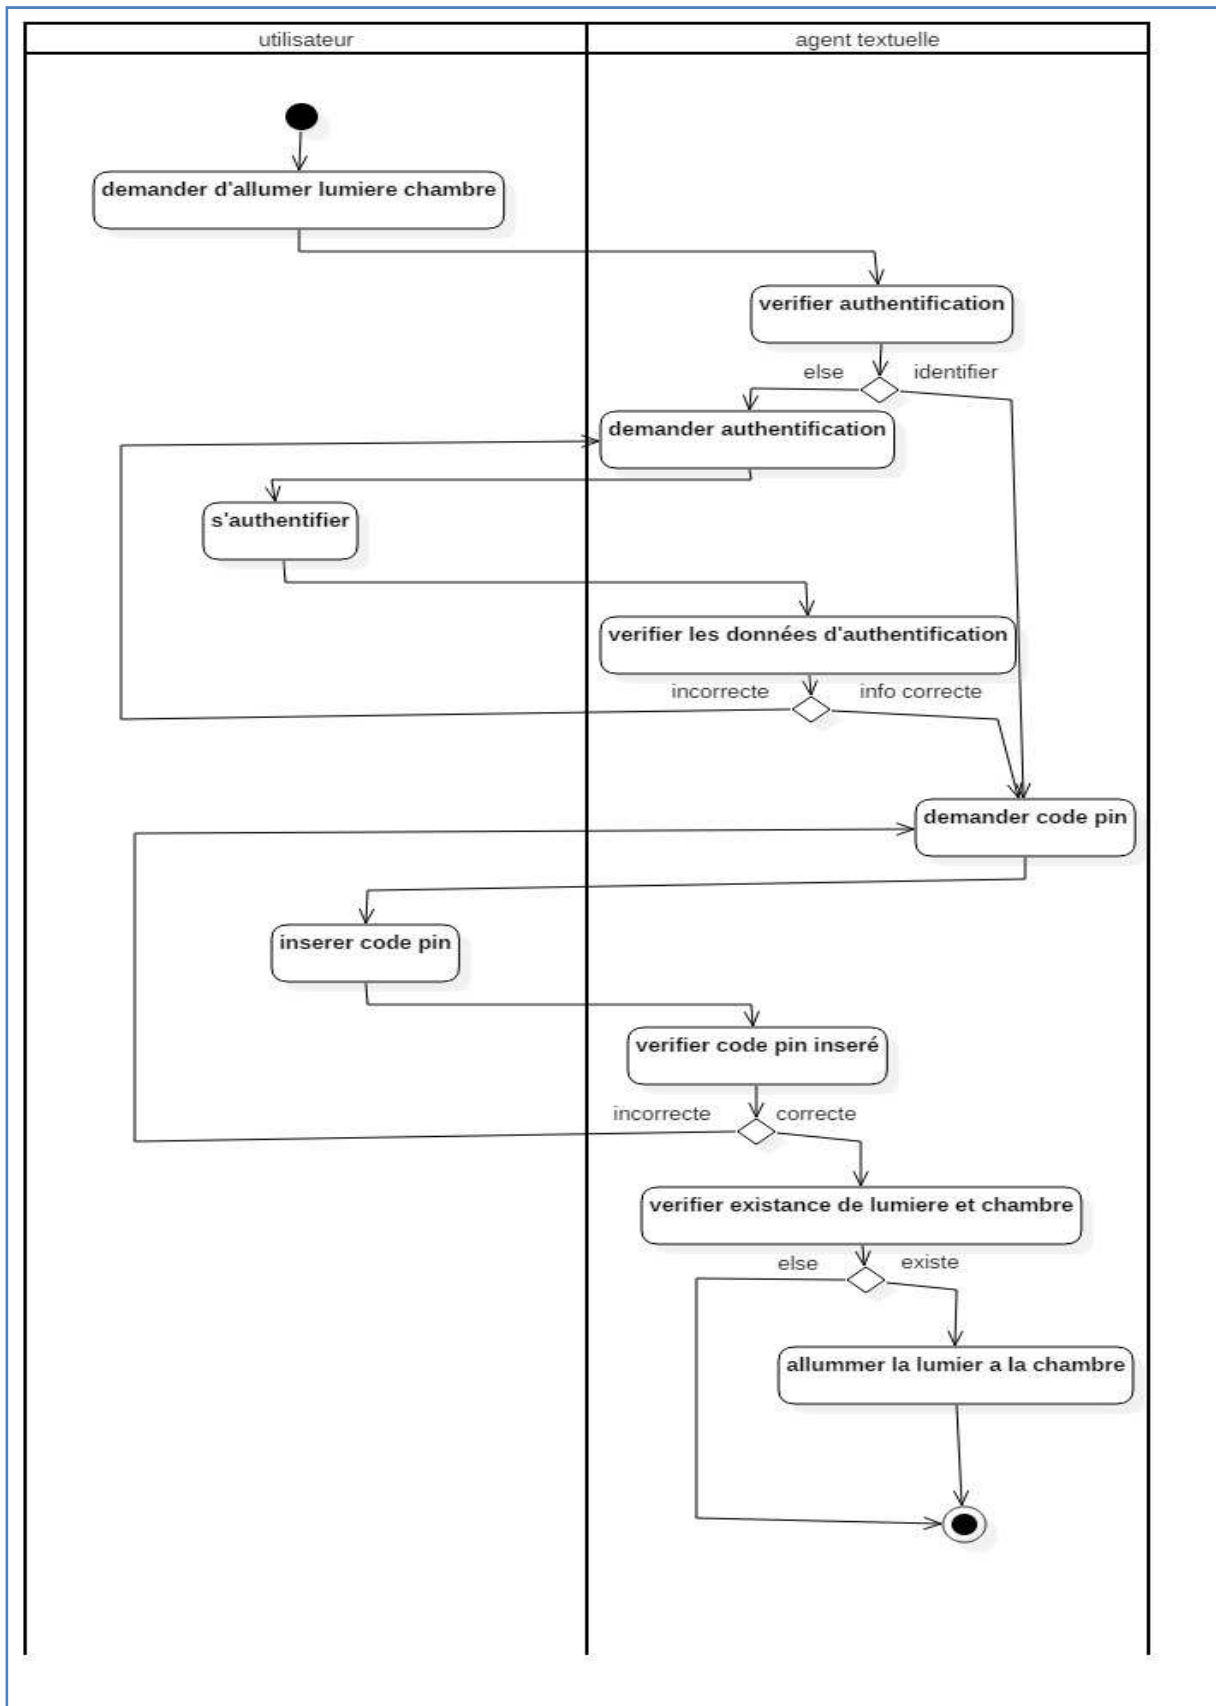 utilisateur
agent textuelle
demander d'allumer lumiere chambre
verifier authentification
else
identifier
demander authentification
s'authentifier
verifier les données d'authentification
incorrecte
info correcte
demander code pin
inserer code pin
verifier code pin inseré
incorrecte
correcte
verifier existance de lumiere et chambre
else
existe
allummer la lumier a la chambre